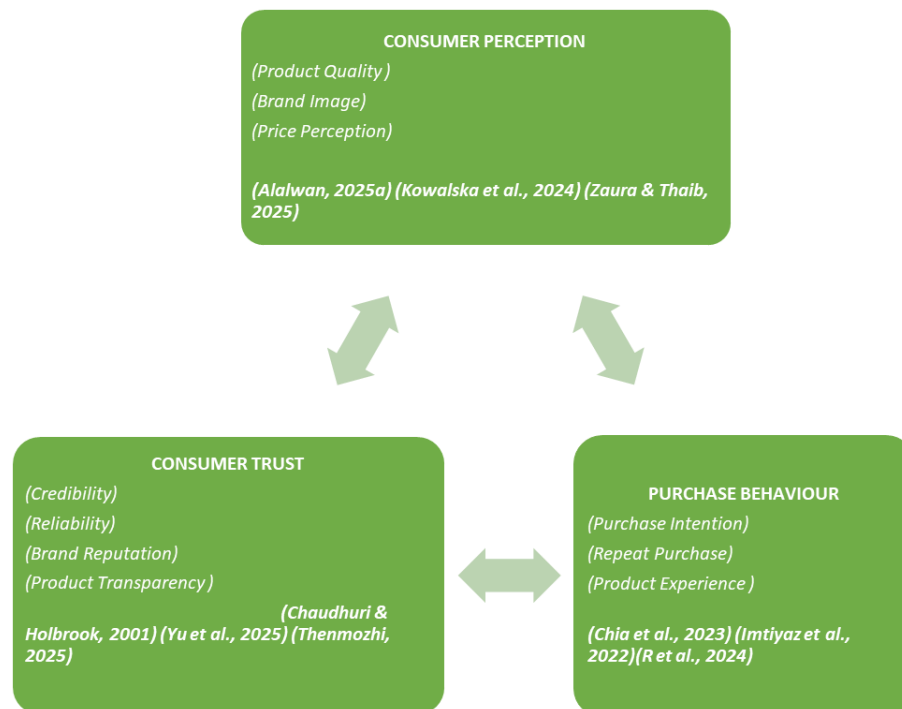 CONSUMER PERCEPTION
(Product Quality)
(Brand Image)
(Price Perception)
(Alalwan, 2025a) (Kowalska et al., 2024) (Zaura & Thaib,
2025)
CONSUMER TRUST
(Credibility)
(Reliability)
(Brand Reputation)
(Product Transparency)
(Chaudhuri &
Holbrook, 2001) (Yu et al., 2025) (Thenmozhi,
2025)
PURCHASE BEHAVIOUR
(Purchase Intention)
(Repeat Purchase)
(Product Experience)
(Chia et al., 2023) (Imtiyaz et al.,
2022)(R et al., 2024)